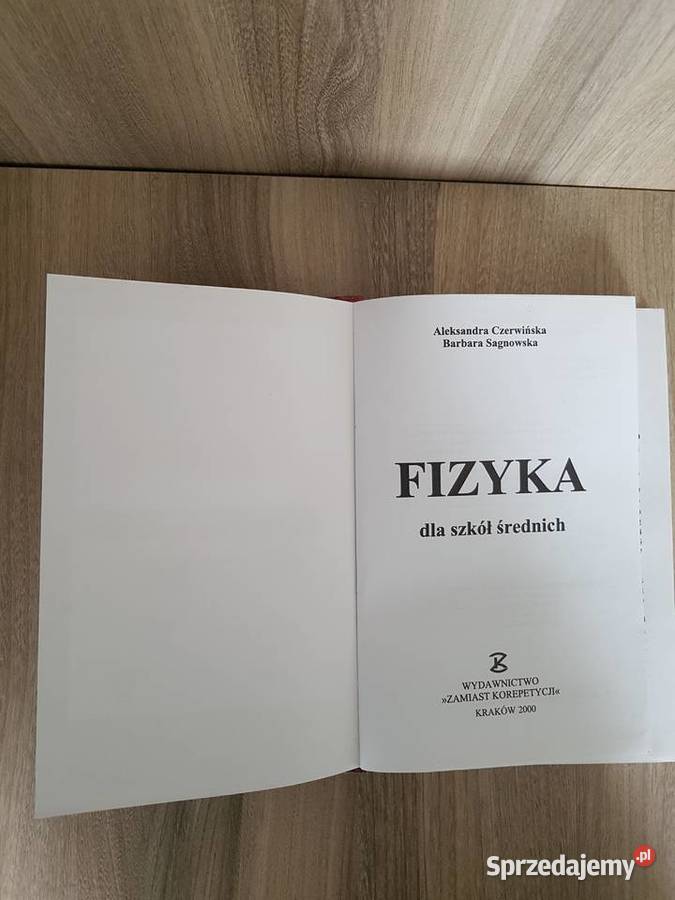 Aleksandra Czerwińska
Barbara Sagnowska
FIZYKA
dla szkół średnich
WYDAWNICTWO
»ZAMIAST KOREPETYCJI«
KRAKÓW 2000
Sprzedajemy.pl